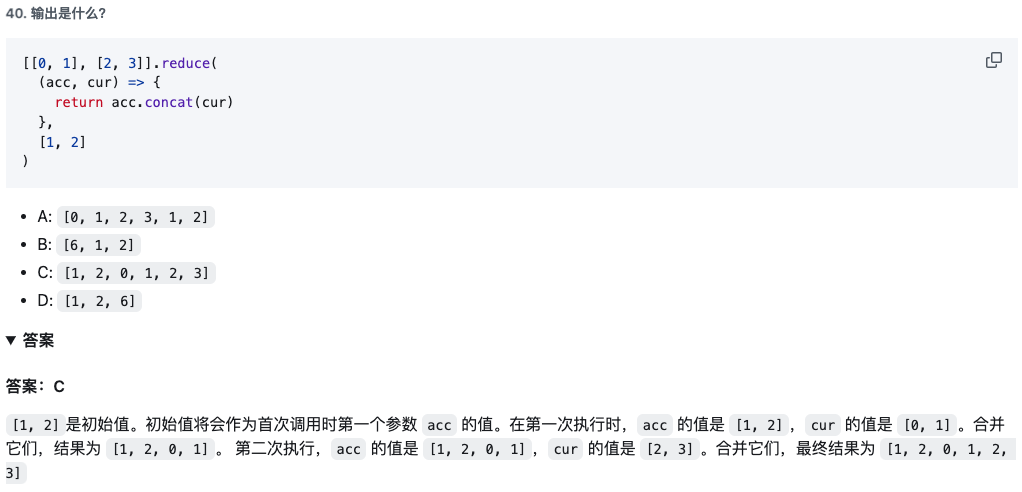 40. 输出是什么?
[[0, 1], [2, 3]].reduce(
  (acc, cur) => {
    return acc.concat(cur)
  },
  [1, 2]
)
• A: [0, 1, 2, 3, 1, 2]
• B: [6, 1, 2]
• C: [1, 2, 0, 1, 2, 3]
• D: [1, 2, 6]
▼ 答案
答案：C
[1, 2]是初始值。初始值将会作为首次调用时第一个参数 acc 的值。在第一次执行时， acc 的值是 [1, 2]， cur 的值是 [0, 1]。合并
它们，结果为 [1, 2, 0, 1]。 第二次执行， acc 的值是 [1, 2, 0, 1]， cur 的值是 [2, 3]。合并它们，最终结果为 [1, 2, 0, 1, 2,
3]